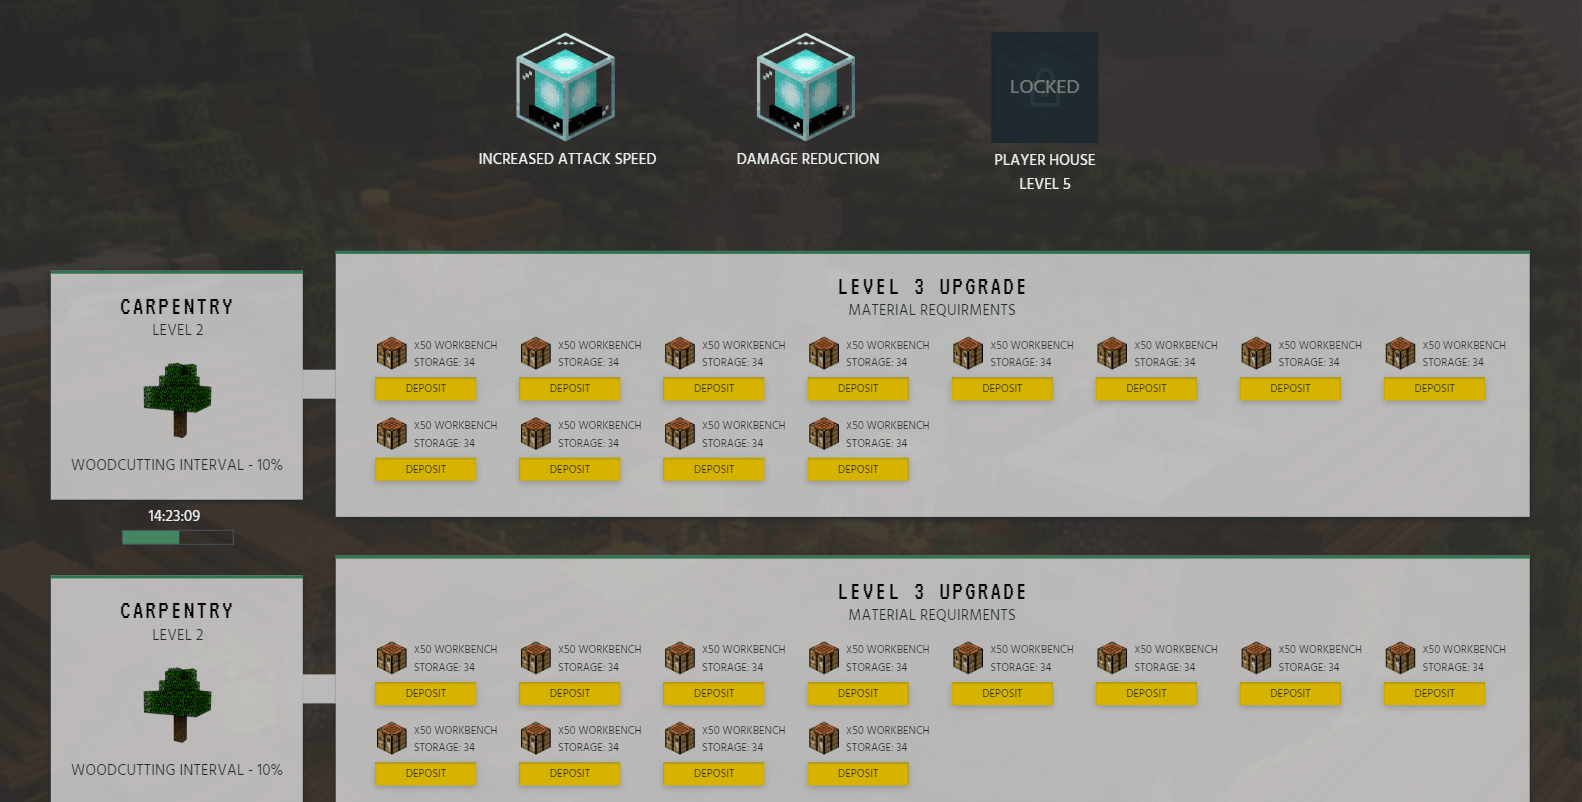 INCREASED ATTACK SPEED
DAMAGE REDUCTION
LOCKED
PLAYER HOUSE
LEVEL 5
CARPENTRY
LEVEL 2
WOODCUTTING INTERVAL - 10%
14:23:09
LEVEL 3 UPGRADE
MATERIAL REQUIRMENTS
X50 WORKBENCH X50 WORKBENCH X50 WORKBENCH X50 WORKBENCH X50 WORKBENCH X50 WORKBENCH X50 WORKBENCH X50 WORKBENCH
STORAGE: 34 STORAGE: 34 STORAGE: 34 STORAGE: 34 STORAGE: 34 STORAGE: 34 STORAGE: 34 STORAGE: 34
DEPOSIT DEPOSIT DEPOSIT DEPOSIT DEPOSIT DEPOSIT DEPOSIT DEPOSIT
X50 WORKBENCH X50 WORKBENCH X50 WORKBENCH X50 WORKBENCH
STORAGE: 34 STORAGE: 34 STORAGE: 34 STORAGE: 34
DEPOSIT DEPOSIT DEPOSIT DEPOSIT
CARPENTRY
LEVEL 2
WOODCUTTING INTERVAL - 10%
LEVEL 3 UPGRADE
MATERIAL REQUIRMENTS
X50 WORKBENCH X50 WORKBENCH X50 WORKBENCH X50 WORKBENCH X50 WORKBENCH X50 WORKBENCH X50 WORKBENCH X50 WORKBENCH
STORAGE: 34 STORAGE: 34 STORAGE: 34 STORAGE: 34 STORAGE: 34 STORAGE: 34 STORAGE: 34 STORAGE: 34
DEPOSIT DEPOSIT DEPOSIT DEPOSIT DEPOSIT DEPOSIT DEPOSIT DEPOSIT
X50 WORKBENCH X50 WORKBENCH X50 WORKBENCH X50 WORKBENCH
STORAGE: 34 STORAGE: 34 STORAGE: 34 STORAGE: 34
DEPOSIT DEPOSIT DEPOSIT DEPOSIT